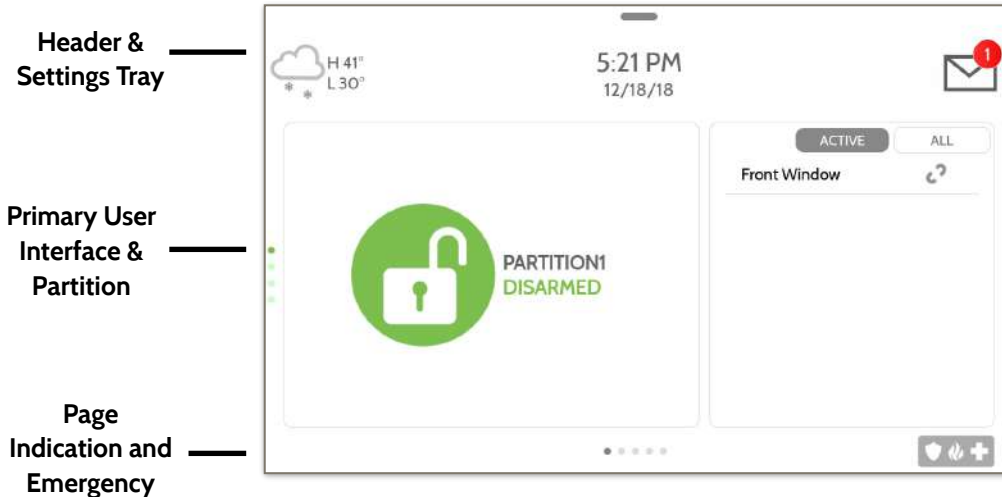 Header &
Settings Tray
H 41°
L 30°
5:21 PM
12/18/18
1
ACTIVE
ALL
Front Window
Primary User
Interface &
Partition
PARTITION1
DISARMED
Page
Indication and
Emergency